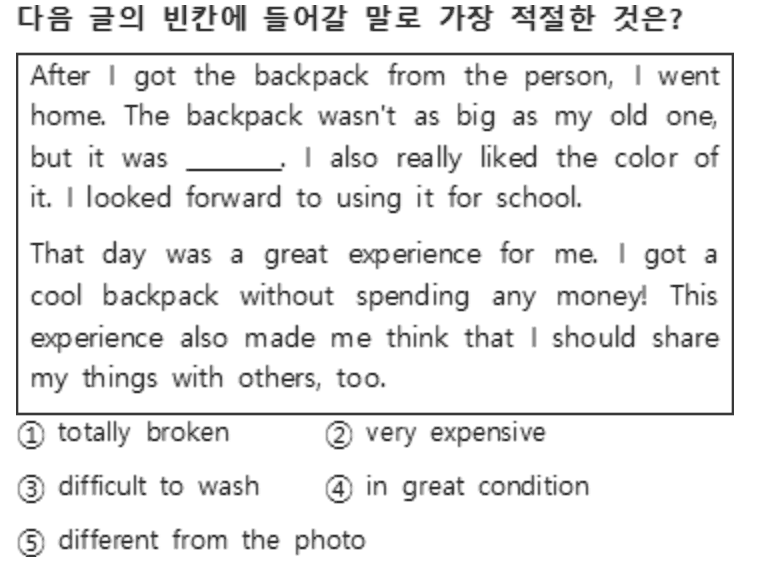 다음 글의 빈칸에 들어갈 말로 가장 적절한 것은?
After I got the backpack from the person, I went
home. The backpack wasn't as big as my old one,
but it was _______. I also really liked the color of
it. I looked forward to using it for school.
That day was a great experience for me. I got a
cool backpack without spending any money! This
experience also made me think that I should share
my things with others, too.
① totally broken ② very expensive
③ difficult to wash ④ in great condition
⑤ different from the photo